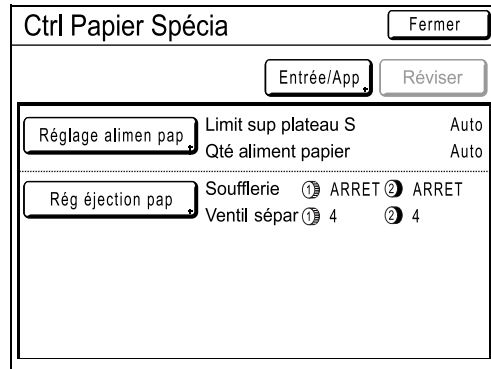 Ctrl Papier Spécia Fermer
Entrée/App Réviser
Réglage alimen pap Limit sup plateau S Auto
Qté aliment papier Auto
Rég éjection pap Soufflerie 1 ARRET 2 ARRET
Ventil sépar 1 4 2 4